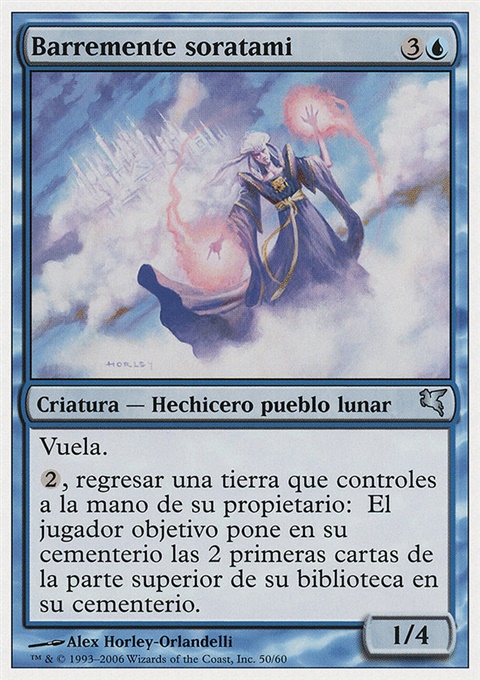 Barremente soratami 3
HORLEY
Criatura — Hechicero pueblo lunar
Vuela.
2, regresar una tierra que controles
a la mano de su propietario: El
jugador objetivo pone en su
cementerio las 2 primeras cartas de
la parte superior de su biblioteca en
su cementerio.
1/4
Alex Horley-Orlandelli
™ & © 1993–2006 Wizards of the Coast, Inc. 50/60